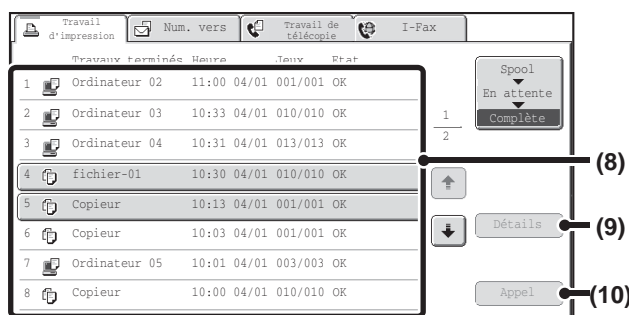 Travail d'impression
Num. vers
Travail de télécopie
I-Fax
Travaux terminés Heure Jeux Etat
1 Ordinateur 02 11:00 04/01 001/001 OK
2 Ordinateur 03 10:33 04/01 010/010 OK
3 Ordinateur 04 10:31 04/01 013/013 OK
4 fichier-01 10:30 04/01 010/010 OK
5 Copieur 10:13 04/01 001/001 OK
6 Copieur 10:03 04/01 001/001 OK
7 Ordinateur 05 10:01 04/01 003/003 OK
8 Copieur 10:00 04/01 010/010 OK
1
2
Spool
En attente
Complète
Détails
Appel
(8)
(9)
(10)